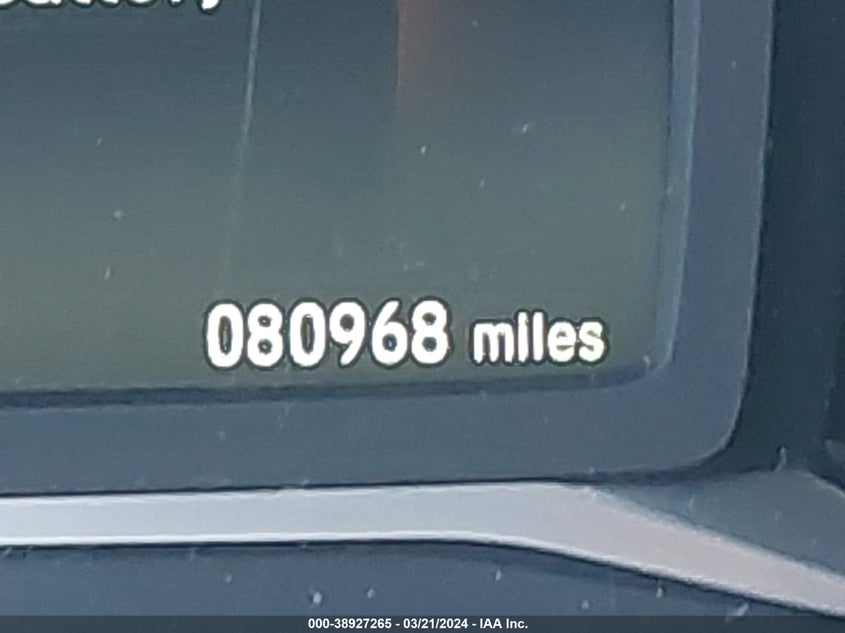 080968 miles
000-38927265 - 03/21/2024 - IAA Inc.